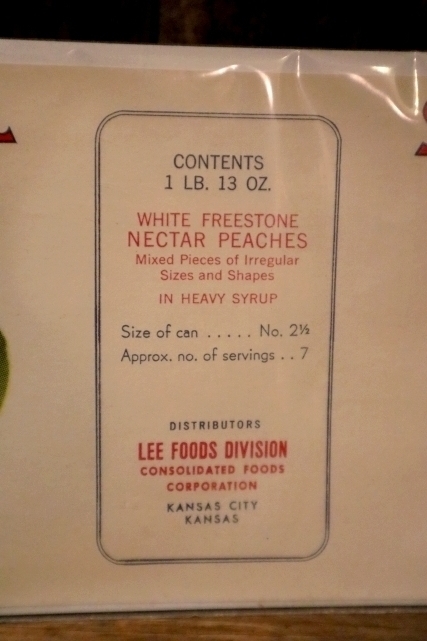 CONTENTS
1 LB. 13 OZ.
WHITE FREESTONE
NECTAR PEACHES
Mixed Pieces of Irregular
Sizes and Shapes
IN HEAVY SYRUP
Size of can . . . . . No. 2½
Approx. no. of servings . . 7
DISTRIBUTORS
LEE FOODS DIVISION
CONSOLIDATED FOODS
CORPORATION
KANSAS CITY
KANSAS